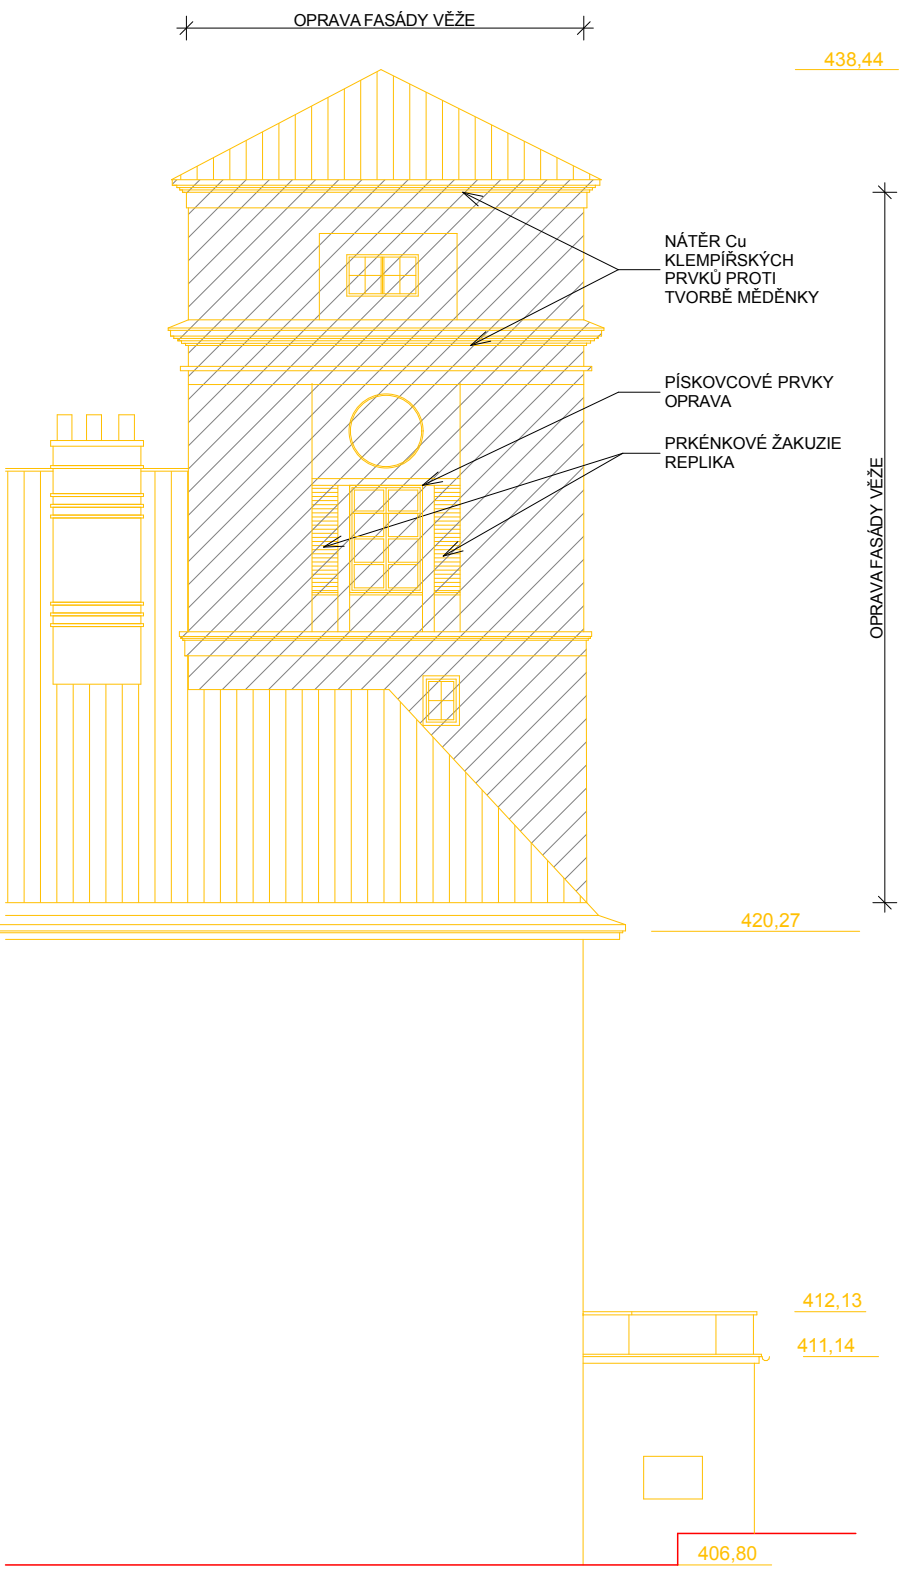 OPRAVA FASÁDY VĚŽE
438,44
NÁTĚR Cu
KLEMPÍŘSKÝCH
PRVKŮ PROTI
TVORBĚ MĚDĚNKY
PÍSKOVCOVÉ PRVKY
OPRAVA
PRKÉNKOVÉ ŽAKUZIE
REPLIKA
OPRAVA FASÁDY VĚŽE
420,27
412,13
411,14
406,80